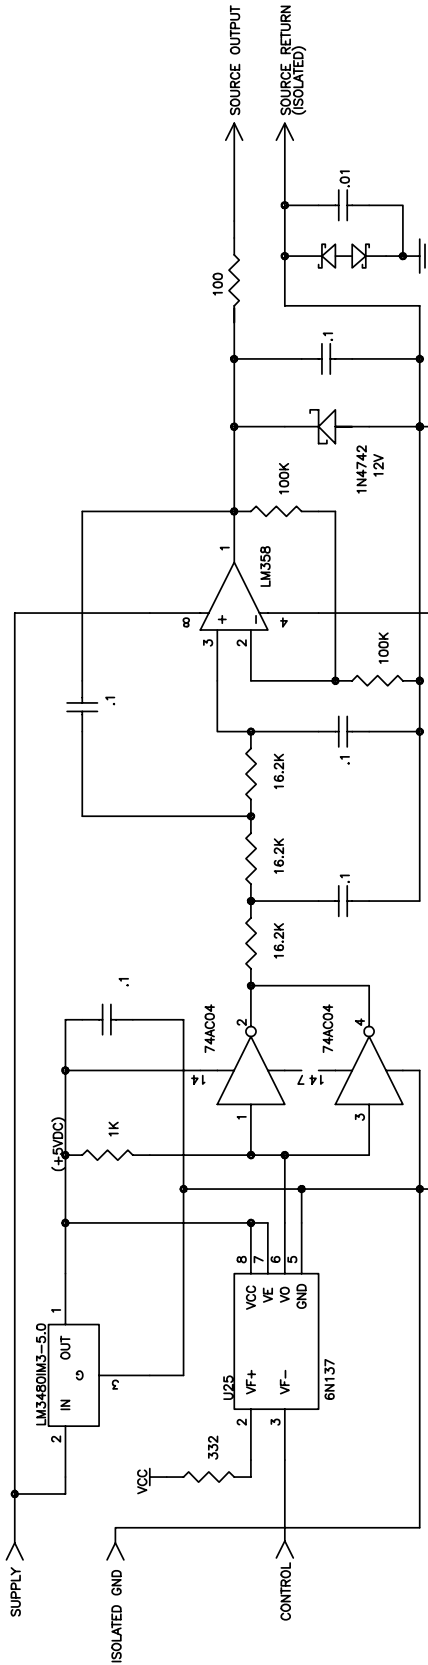 SUPPLY
ISOLATED GND
CONTROL
LM3480IM3-5.0
2
IN
OUT
1
G
3
VCC
332
U25
2
VF+
3
VF-
VCC
8
VE
7
VO
6
GND
5
6N137
(+5VDC)
1K
.1
14
1
2
74AC04
7
14
3
4
74AC04
16.2K
16.2K
16.2K
.1
.1
.1
8
3
+
2
-
1
4
LM358
100K
100K
1N4742
12V
.1
100
SOURCE OUTPUT
SOURCE RETURN
(ISOLATED)
.01